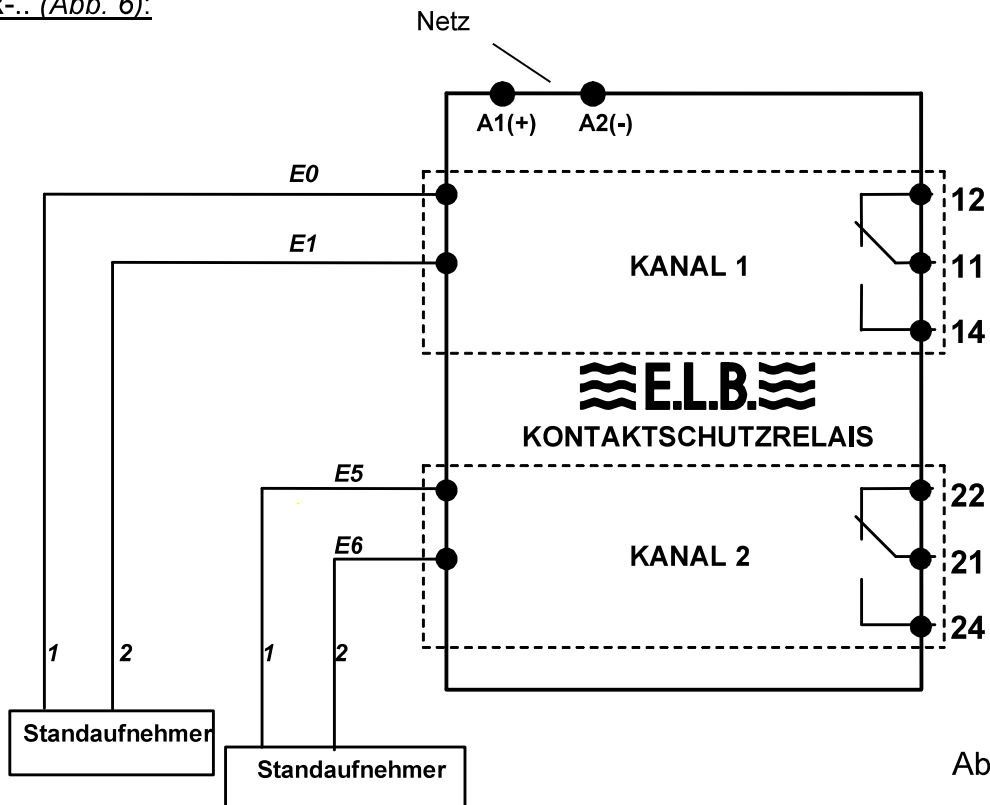 (Abb. 6):
Netz
A1(+) A2(-)
E0
12
E1
KANAL 1
11
14
E.L.B.
KONTAKTSCHUTZRELAIS
E5
22
E6
KANAL 2
21
24
1 2 1 2
Standaufnehmer
Standaufnehmer
Ab